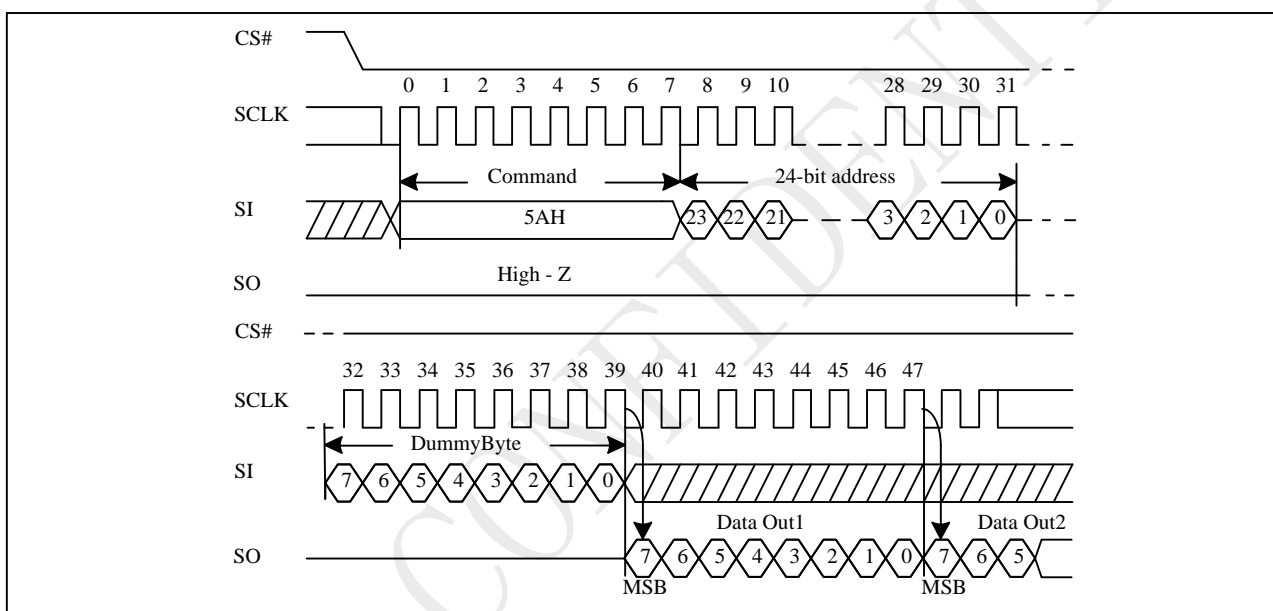 CS#
0 1 2 3 4 5 6 7 8 9 10 28 29 30 31
SCLK
Command 24-bit address
SI 5AH 23 22 21 3 2 1 0
High - Z
SO
CS#
32 33 34 35 36 37 38 39 40 41 42 43 44 45 46 47
SCLK
DummyByte
SI 7 6 5 4 3 2 1 0
Data Out1 Data Out2
SO 7 6 5 4 3 2 1 0 7 6 5
MSB MSB
CONFIDENT